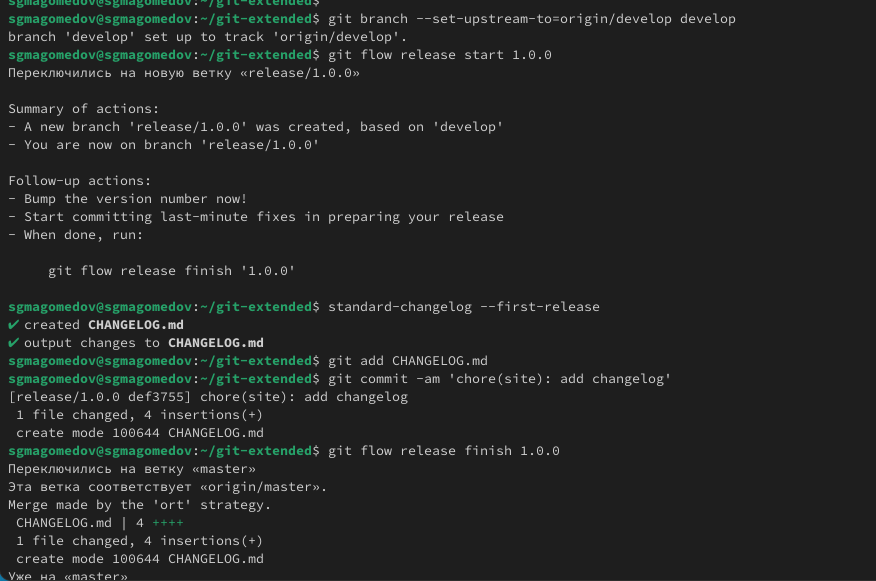 sgmagomedov@sgmagomedov:~/git-extended$
sgmagomedov@sgmagomedov:~/git-extended$ git branch --set-upstream-to=origin/develop develop
branch 'develop' set up to track 'origin/develop'.
sgmagomedov@sgmagomedov:~/git-extended$ git flow release start 1.0.0
Переключились на новую ветку «release/1.0.0»
Summary of actions:
- A new branch 'release/1.0.0' was created, based on 'develop'
- You are now on branch 'release/1.0.0'
Follow-up actions:
- Bump the version number now!
- Start committing last-minute fixes in preparing your release
- When done, run:
git flow release finish '1.0.0'
sgmagomedov@sgmagomedov:~/git-extended$ standard-changelog --first-release
✔ created CHANGELOG.md
✔ output changes to CHANGELOG.md
sgmagomedov@sgmagomedov:~/git-extended$ git add CHANGELOG.md
sgmagomedov@sgmagomedov:~/git-extended$ git commit -am 'chore(site): add changelog'
[release/1.0.0 def3755] chore(site): add changelog
1 file changed, 4 insertions(+)
create mode 100644 CHANGELOG.md
sgmagomedov@sgmagomedov:~/git-extended$ git flow release finish 1.0.0
Переключились на ветку «master»
Эта ветка соответствует «origin/master».
Merge made by the 'ort' strategy.
CHANGELOG.md | 4 ++++
1 file changed, 4 insertions(+)
create mode 100644 CHANGELOG.md
Уже на «master»